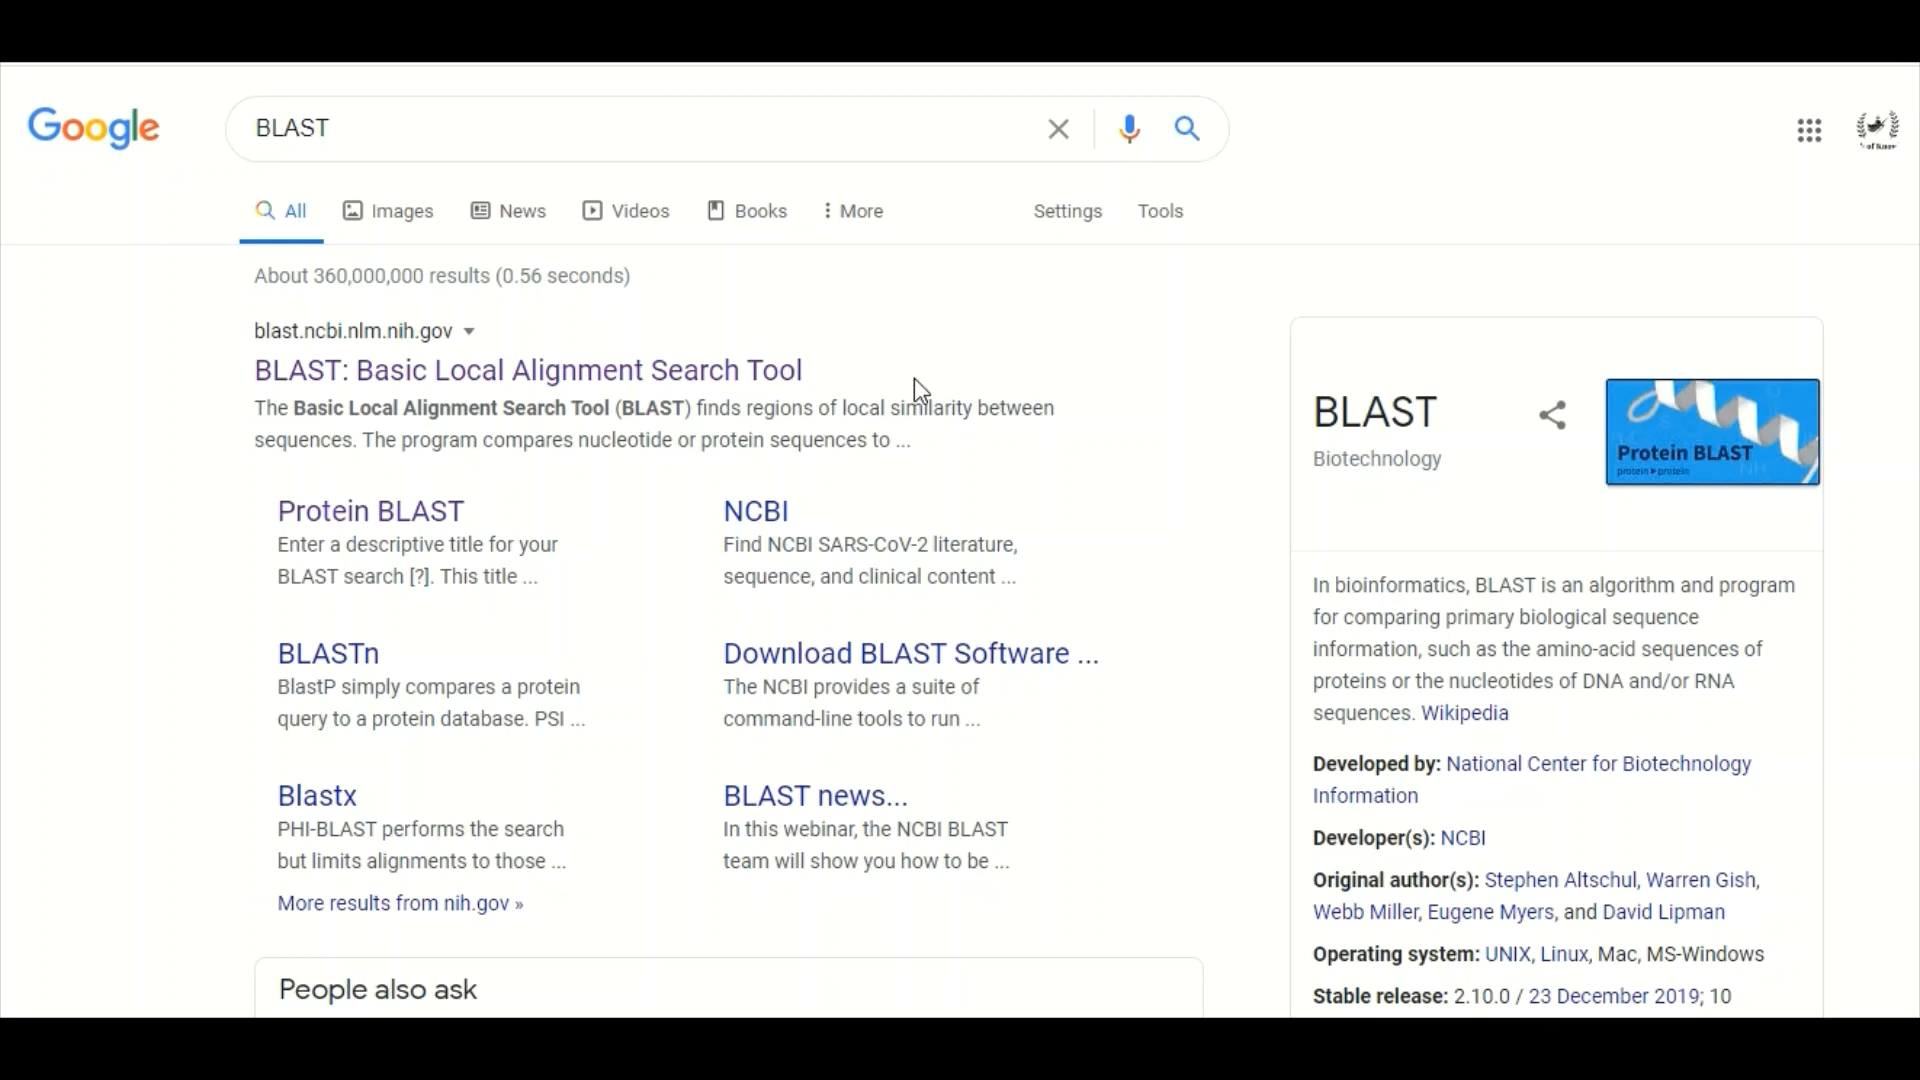 Google
BLAST
All
Images
News
Videos
Books
More
Settings
Tools
About 360,000,000 results (0.56 seconds)
blast.ncbi.nlm.nih.gov
BLAST: Basic Local Alignment Search Tool
The Basic Local Alignment Search Tool (BLAST) finds regions of local similarity between
sequences. The program compares nucleotide or protein sequences to ...
Protein BLAST
Enter a descriptive title for your
BLAST search [?]. This title ...
NCBI
Find NCBI SARS-CoV-2 literature,
sequence, and clinical content ...
BLASTn
BlastP simply compares a protein
query to a protein database. PSI ...
Download BLAST Software ...
The NCBI provides a suite of
command-line tools to run ...
Blastx
PHI-BLAST performs the search
but limits alignments to those ...
BLAST news...
In this webinar, the NCBI BLAST
team will show you how to be ...
More results from nih.gov »
People also ask
BLAST
Biotechnology
Protein BLAST
protein ▸ protein
In bioinformatics, BLAST is an algorithm and program
for comparing primary biological sequence
information, such as the amino-acid sequences of
proteins or the nucleotides of DNA and/or RNA
sequences. Wikipedia
Developed by: National Center for Biotechnology
Information
Developer(s): NCBI
Original author(s): Stephen Altschul, Warren Gish,
Webb Miller, Eugene Myers, and David Lipman
Operating system: UNIX, Linux, Mac, MS-Windows
Stable release: 2.10.0 / 23 December 2019; 10